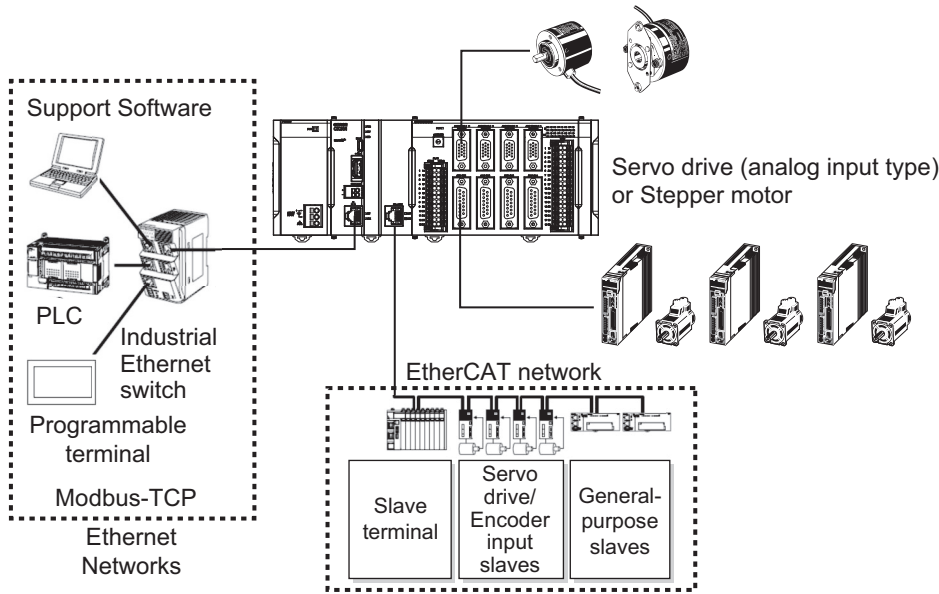 Support Software
PLC
Industrial
Ethernet
switch
Programmable
terminal
Modbus-TCP
Ethernet
Networks
Servo drive (analog input type)
or Stepper motor
EtherCAT network
Slave
terminal
Servo
drive/
Encoder
input
slaves
General-
purpose
slaves